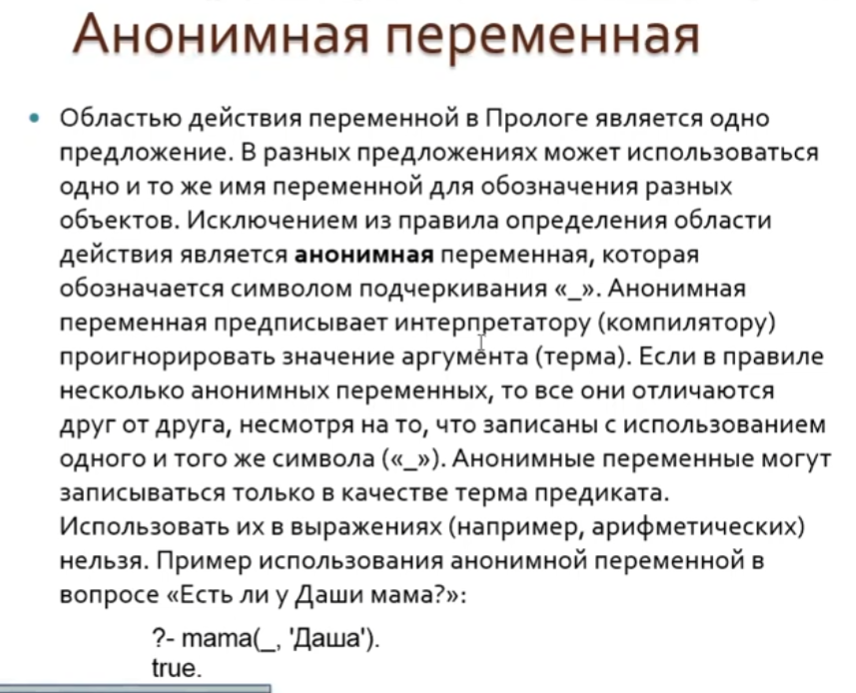 Анонимная переменная
• Областью действия переменной в Прологе является одно
предложение. В разных предложениях может использоваться
одно и то же имя переменной для обозначения разных
объектов. Исключением из правила определения области
действия является анонимная переменная, которая
обозначается символом подчеркивания «_». Анонимная
переменная предписывает интерпретатору (компилятору)
проигнорировать значение аргумента (терма). Если в правиле
несколько анонимных переменных, то все они отличаются
друг от друга, несмотря на то, что записаны с использованием
одного и того же символа («_»). Анонимные переменные могут
записываться только в качестве терма предиката.
Использовать их в выражениях (например, арифметических)
нельзя. Пример использования анонимной переменной в
вопросе «Есть ли у Даши мама?»:
?- mama(_, 'Даша').
true.